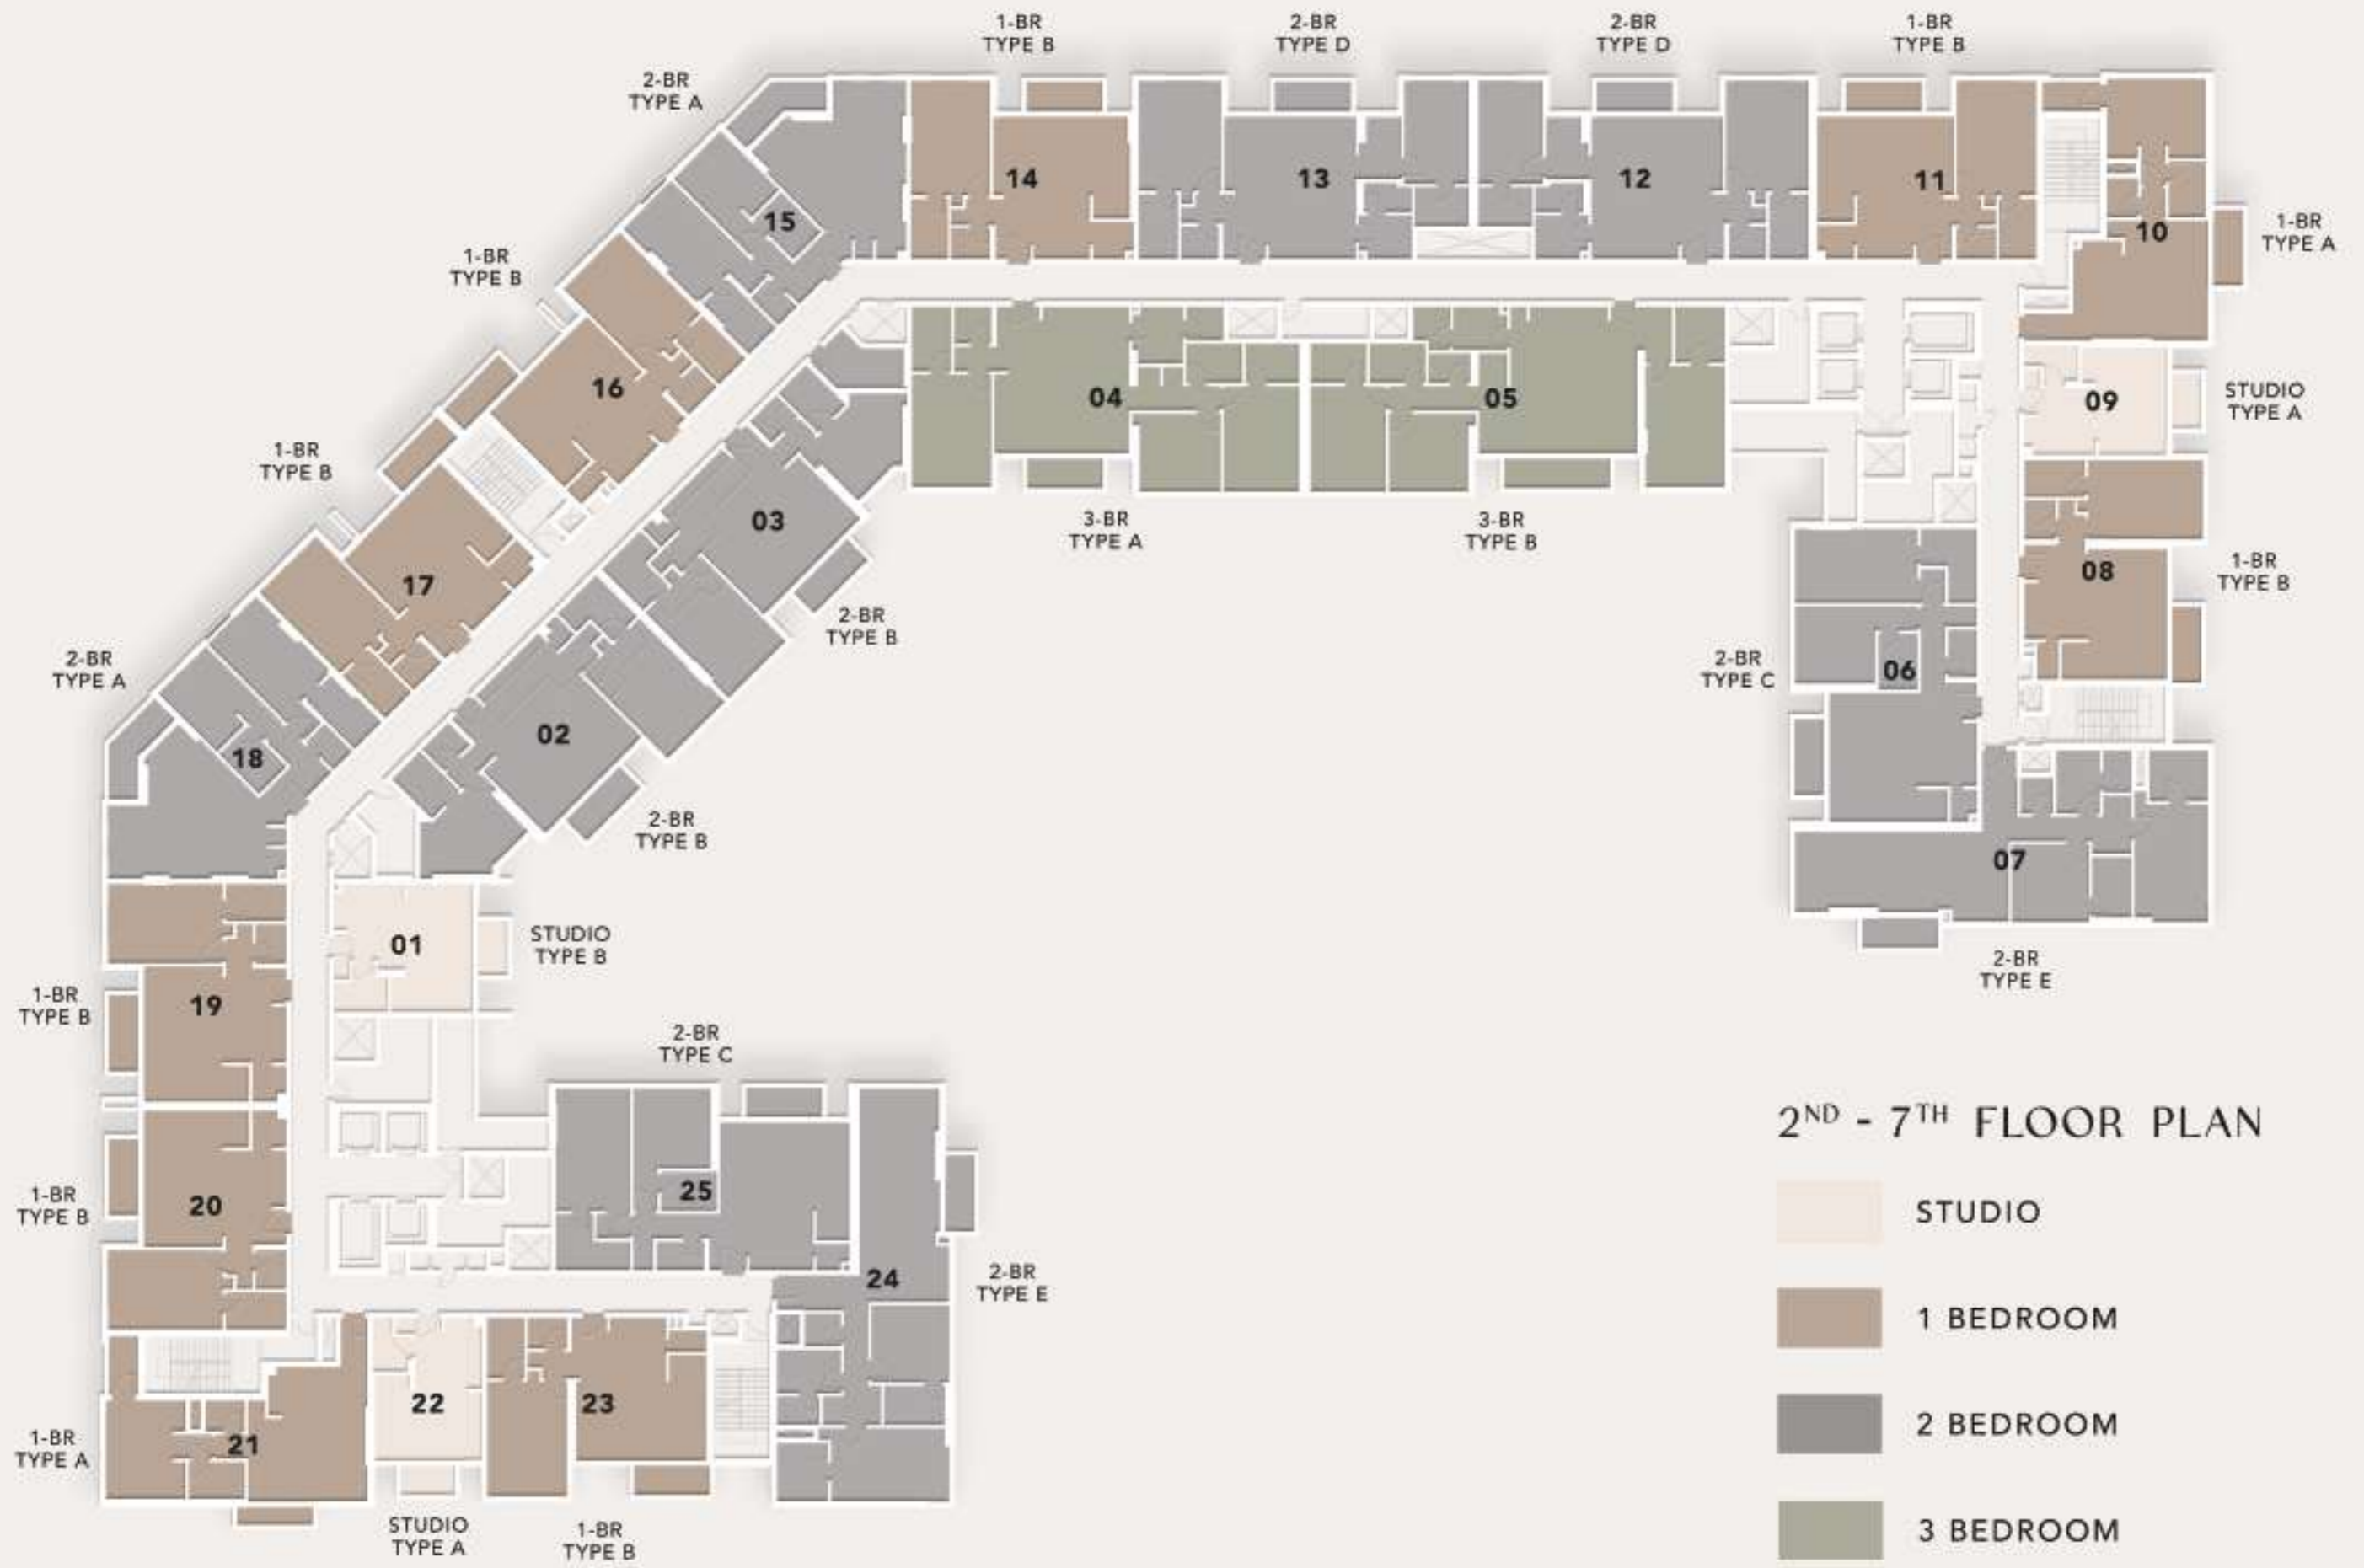 1-BR
TYPE B
2-BR
TYPE D
2-BR
TYPE D
1-BR
TYPE B
2-BR
TYPE A
14
13
12
11
10
1-BR
TYPE A
15
1-BR
TYPE B
16
04
05
09
STUDIO
TYPE A
1-BR
TYPE B
17
03
3-BR
TYPE A
3-BR
TYPE B
08
1-BR
TYPE B
2-BR
TYPE B
2-BR
TYPE A
18
02
2-BR
TYPE C
06
2-BR
TYPE B
07
01
STUDIO
TYPE B
2-BR
TYPE E
1-BR
TYPE B
19
2-BR
TYPE C
1-BR
TYPE B
20
25
24
2-BR
TYPE E
1-BR
TYPE A
21
22
23
STUDIO
TYPE A
1-BR
TYPE B
2ND - 7TH FLOOR PLAN
STUDIO
1 BEDROOM
2 BEDROOM
3 BEDROOM